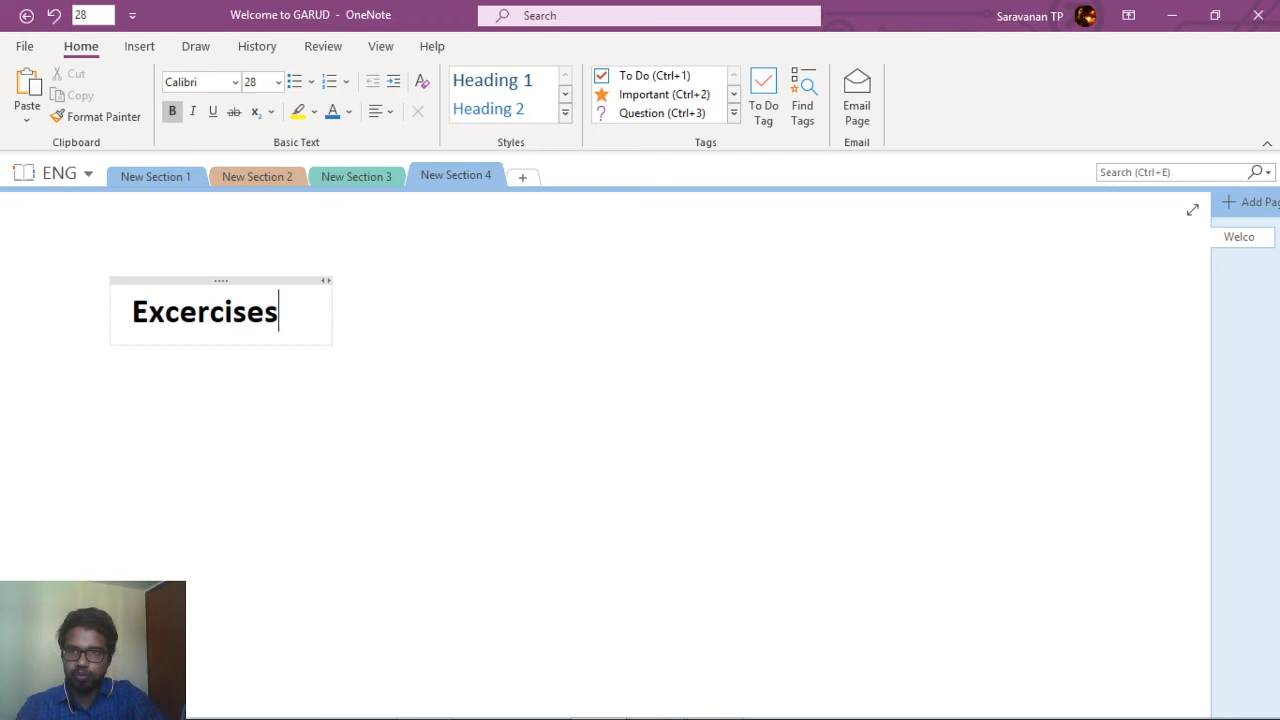 28
Welcome to GARUD - OneNote
Search
Saravanan TP
File Home Insert Draw History Review View Help
Paste
Cut
Copy
Format Painter
Clipboard
Calibri 28
B I U ab x₂ A
Basic Text
Heading 1
Heading 2
Styles
To Do (Ctrl+1)
Important (Ctrl+2)
Question (Ctrl+3)
To Do Tag
Find Tags
Tags
Email Page
Email
ENG
New Section 1
New Section 2
New Section 3
New Section 4
Search (Ctrl+E)
Add Pag
Welco
Excercises